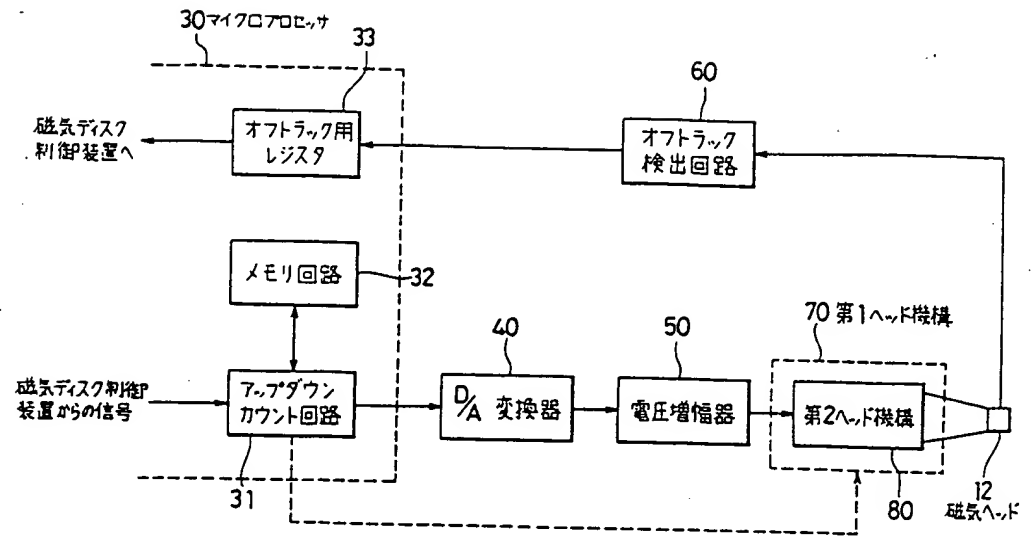 30マイクロプロセッサ
33
磁気ディスク
制御装置へ
オフトラック用
レジスタ
60
オフトラック
検出回路
メモリ回路
32
磁気ディスク制御
装置からの信号
アップダウン
カウント回路
31
40
D/A 変換器
50
電圧増幅器
70 第1ヘッド機構
第2ヘッド機構
80
12
磁気ヘッド